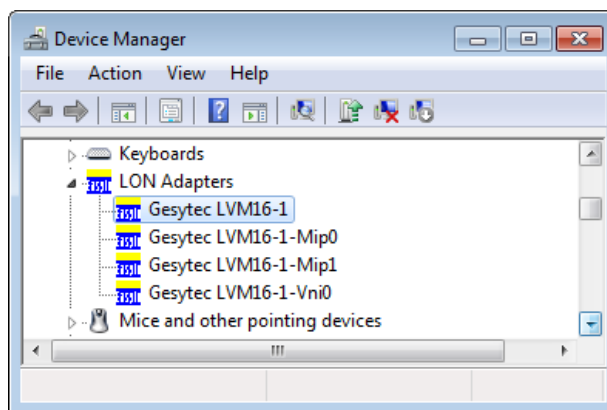 Device Manager
File Action View Help
Keyboards
LON Adapters
Gesytec LVM16-1
Gesytec LVM16-1-Mip0
Gesytec LVM16-1-Mip1
Gesytec LVM16-1-Vni0
Mice and other pointing devices